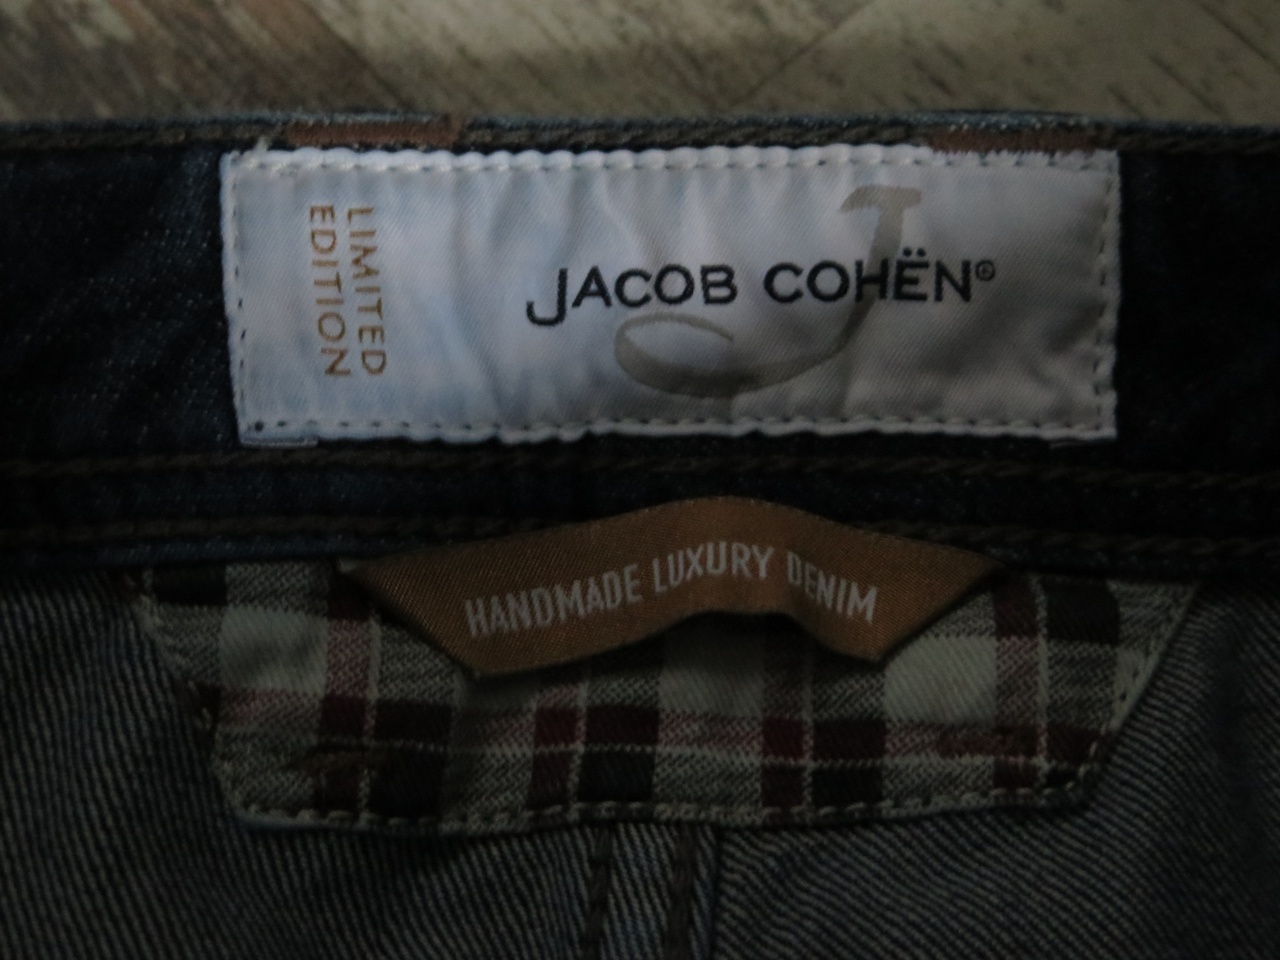 LIMITED
EDITION
J
JACOB COHËN®
HANDMADE LUXURY DENIM